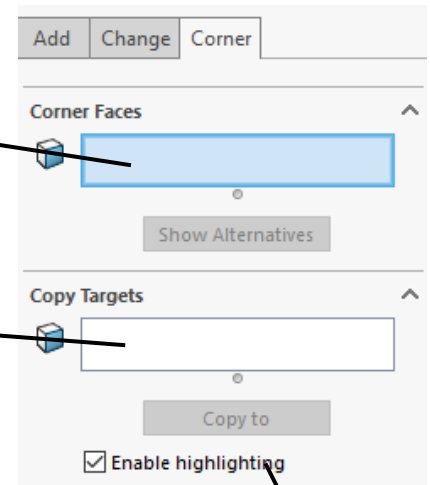 Add Change Corner
Corner Faces
Show Alternatives
Copy Targets
Copy to
Enable highlighting